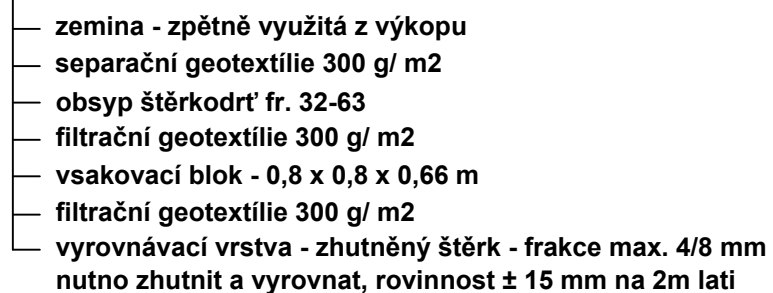 zemina - zpětně využitá z výkopu
separační geotextílie 300 g/ m2
obsyp štěrkodrť fr. 32-63
filtrační geotextílie 300 g/ m2
vsakovací blok - 0,8 x 0,8 x 0,66 m
filtrační geotextílie 300 g/ m2
vyrovnávací vrstva - zhutněný štěrk - frakce max. 4/8 mm
nutno zhutnit a vyrovnat, rovinnost ± 15 mm na 2m lati